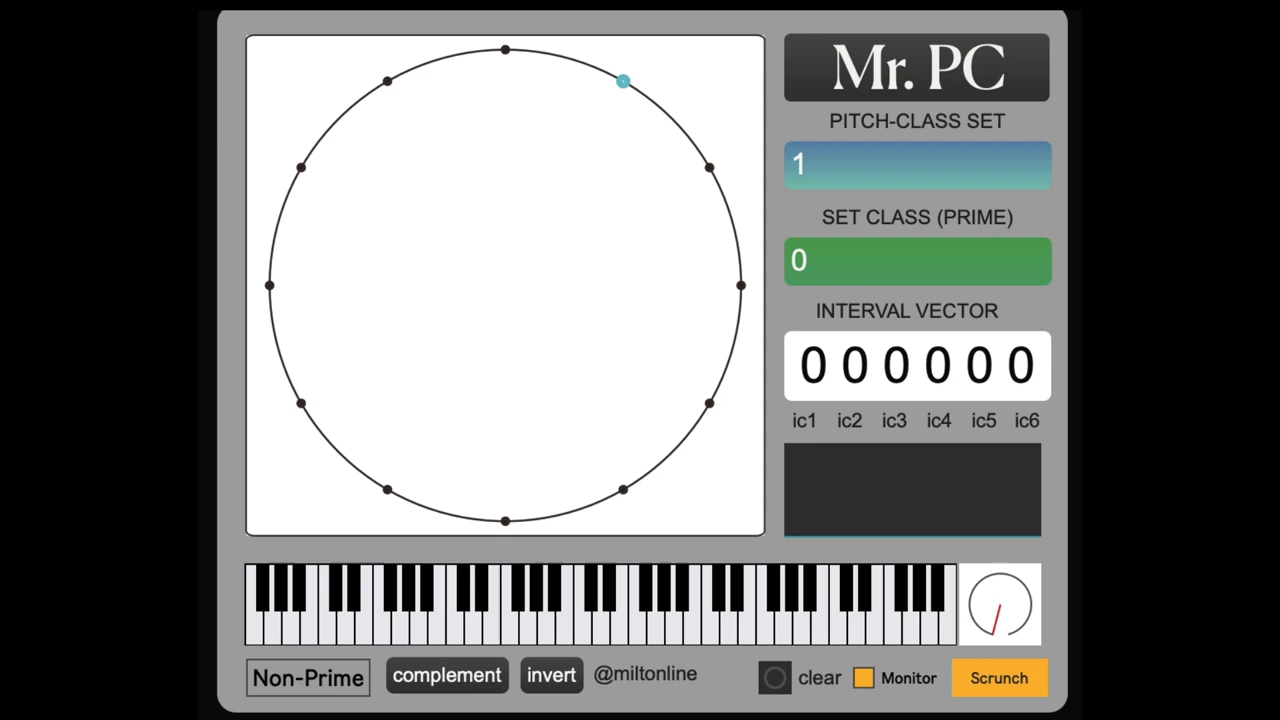 Mr. PC
PITCH-CLASS SET
1
SET CLASS (PRIME)
0
INTERVAL VECTOR
0 0 0 0 0 0
ic1 ic2 ic3 ic4 ic5 ic6
Non-Prime complement invert @miltonline clear Monitor Scrunch